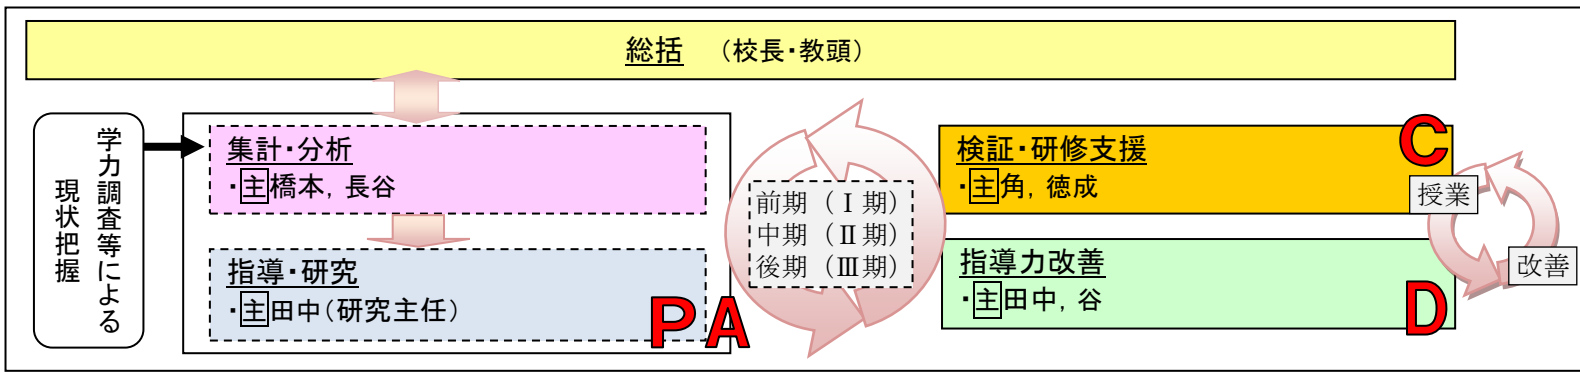 総括　（校長・教頭）
学力調査等による
現状把握
集計・分析
・主橋本，長谷
指導・研究
・主田中（研究主任）
ＰＡ
前期（Ⅰ期）
中期（Ⅱ期）
後期（Ⅲ期）
検証・研修支援
・主角，徳成
Ｃ
指導力改善
・主田中，谷
Ｄ
授業
改善